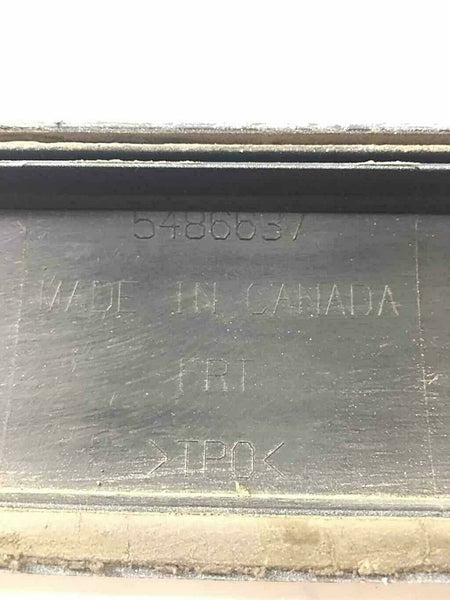 5486637
MADE IN CANADA
FRT
>TPO<